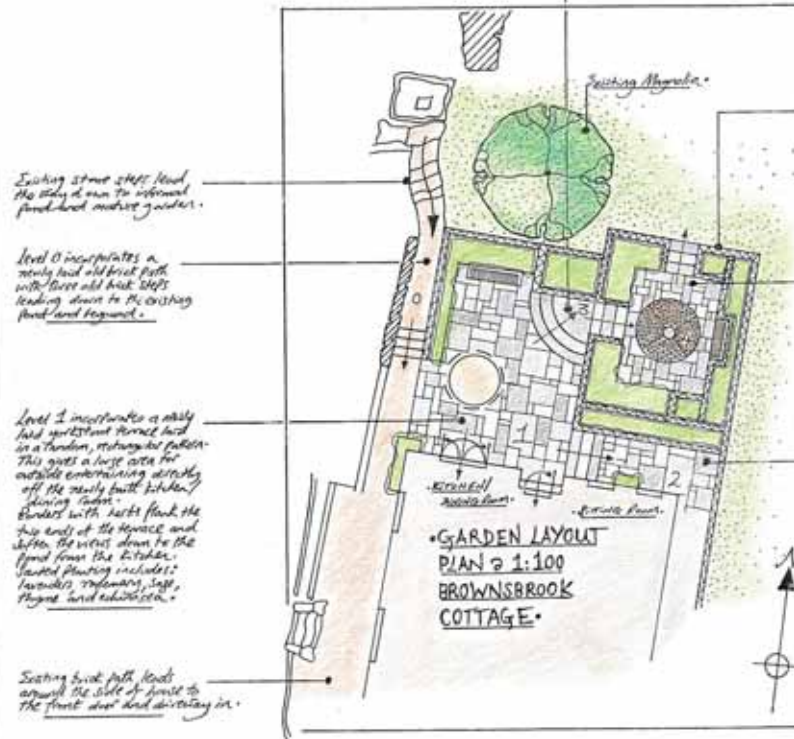 Existing Magnolia.
Existing stone steps lead
the way down to informal
pond and mature garden.
Level 0 incorporates a
newly laid old brick path
with three old brick steps
leading down to the existing
pond and beyond.
0
3
Level 1 incorporates a newly
laid yorkstone terrace laid
in a random, rectangular pattern.
This gives a large area for
outside entertaining directly
off the newly built kitchen/
dining room.
Borders with herbs flank the
two ends of the terrace and
soften the views down to the
pond from the kitchen.
planting includes:
lavender, rosemary, sage,
thyme and echinacea.
1
2
KITCHEN/
DINING ROOM.
SITTING ROOM.
•GARDEN LAYOUT
PLAN @ 1:100
BROWNSBROOK
COTTAGE•
Existing brick path leads
around the side of house to
the front door and driveway in.